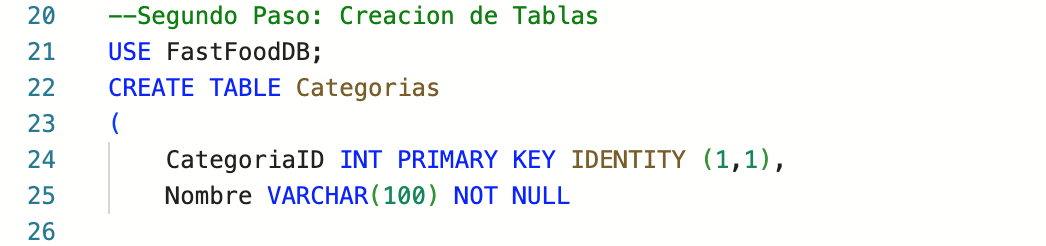 20 --Segundo Paso: Creacion de Tablas
21 USE FastFoodDB;
22 CREATE TABLE Categorias
23 (
24 CategoriaID INT PRIMARY KEY IDENTITY (1,1),
25 Nombre VARCHAR(100) NOT NULL
26